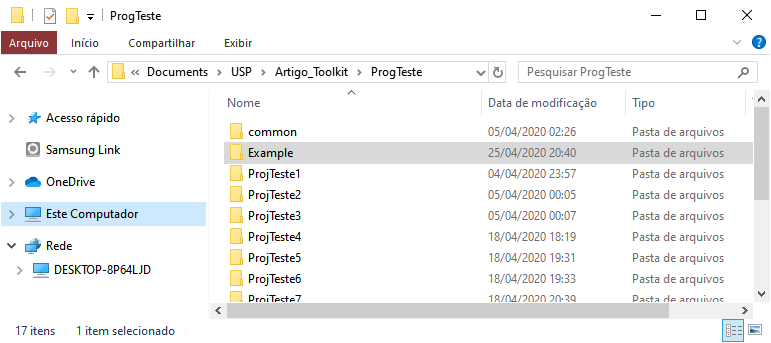 ProgTeste
Arquivo Início Compartilhar Exibir
« Documents > USP > Artigo_Toolkit > ProgTeste Pesquisar ProgTeste
Nome Data de modificação Tipo
Acesso rápido
Samsung Link
OneDrive
Este Computador
Rede
DESKTOP-8P64LJD
common 05/04/2020 02:26 Pasta de arquivos
Example 25/04/2020 20:40 Pasta de arquivos
ProjTeste1 04/04/2020 23:57 Pasta de arquivos
ProjTeste2 05/04/2020 00:05 Pasta de arquivos
ProjTeste3 05/04/2020 00:07 Pasta de arquivos
ProjTeste4 18/04/2020 18:19 Pasta de arquivos
ProjTeste5 18/04/2020 19:31 Pasta de arquivos
ProjTeste6 18/04/2020 19:33 Pasta de arquivos
ProjTeste7 18/04/2020 20:39 Pasta de arquivos
17 itens 1 item selecionado